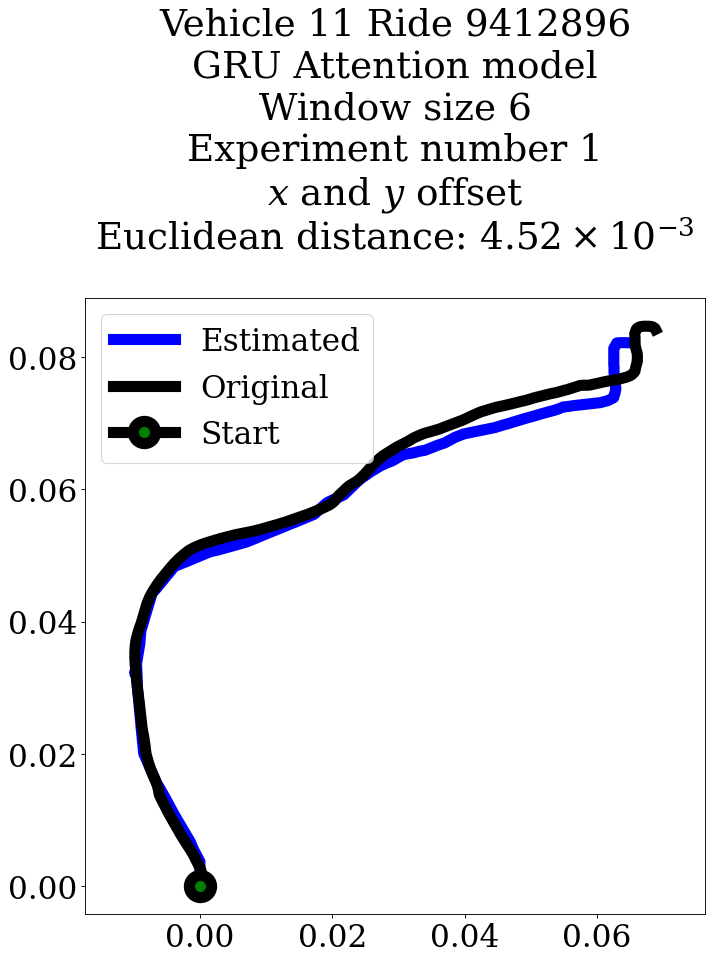 Vehicle 11 Ride 9412896
GRU Attention model
Window size 6
Experiment number 1
x and y offset
Euclidean distance: 4.52 × 10⁻³
Estimated
Original
Start
0.08
0.06
0.04
0.02
0.00
0.00 0.02 0.04 0.06